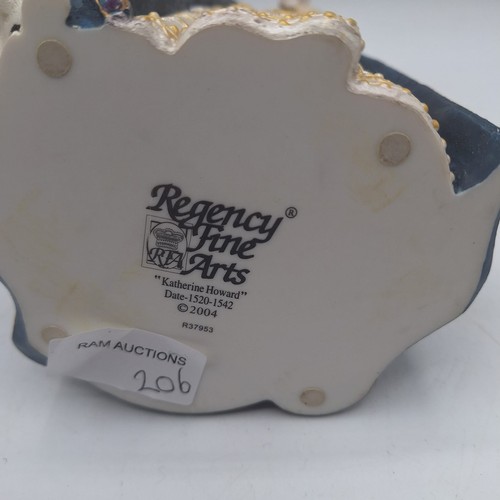 Regency®
Fine
Arts
RFA
"Katherine Howard"
Date-1520-1542
©2004
R37953
RAM AUCTIONS
206